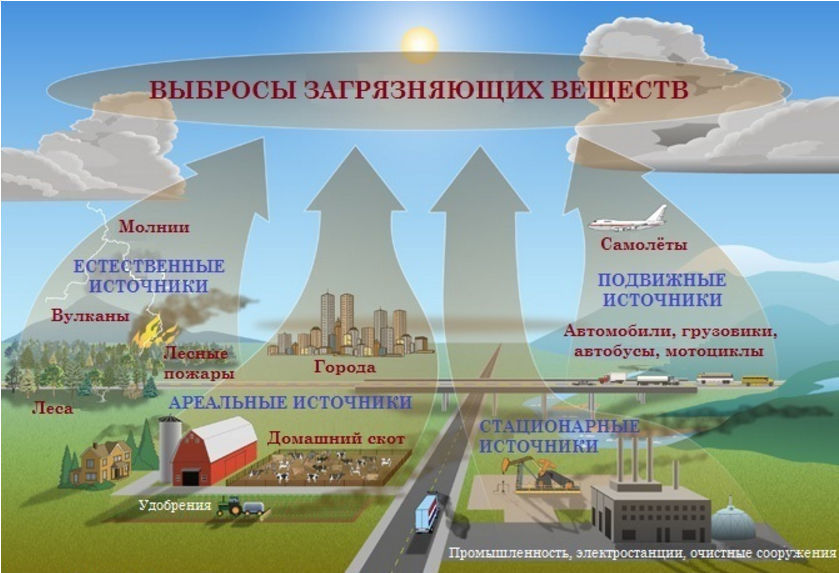 ВЫБРОСЫ ЗАГРЯЗНЯЮЩИХ ВЕЩЕСТВ
Молнии
ЕСТЕСТВЕННЫЕ
ИСТОЧНИКИ
Вулканы
Лесные
пожары
Леса
Самолёты
ПОДВИЖНЫЕ
ИСТОЧНИКИ
Автомобили, грузовики,
автобусы, мотоциклы
Города
АРЕАЛЬНЫЕ ИСТОЧНИКИ
Домашний скот
Удобрения
СТАЦИОНАРНЫЕ
ИСТОЧНИКИ
Промышленность, электростанции, очистные сооружения